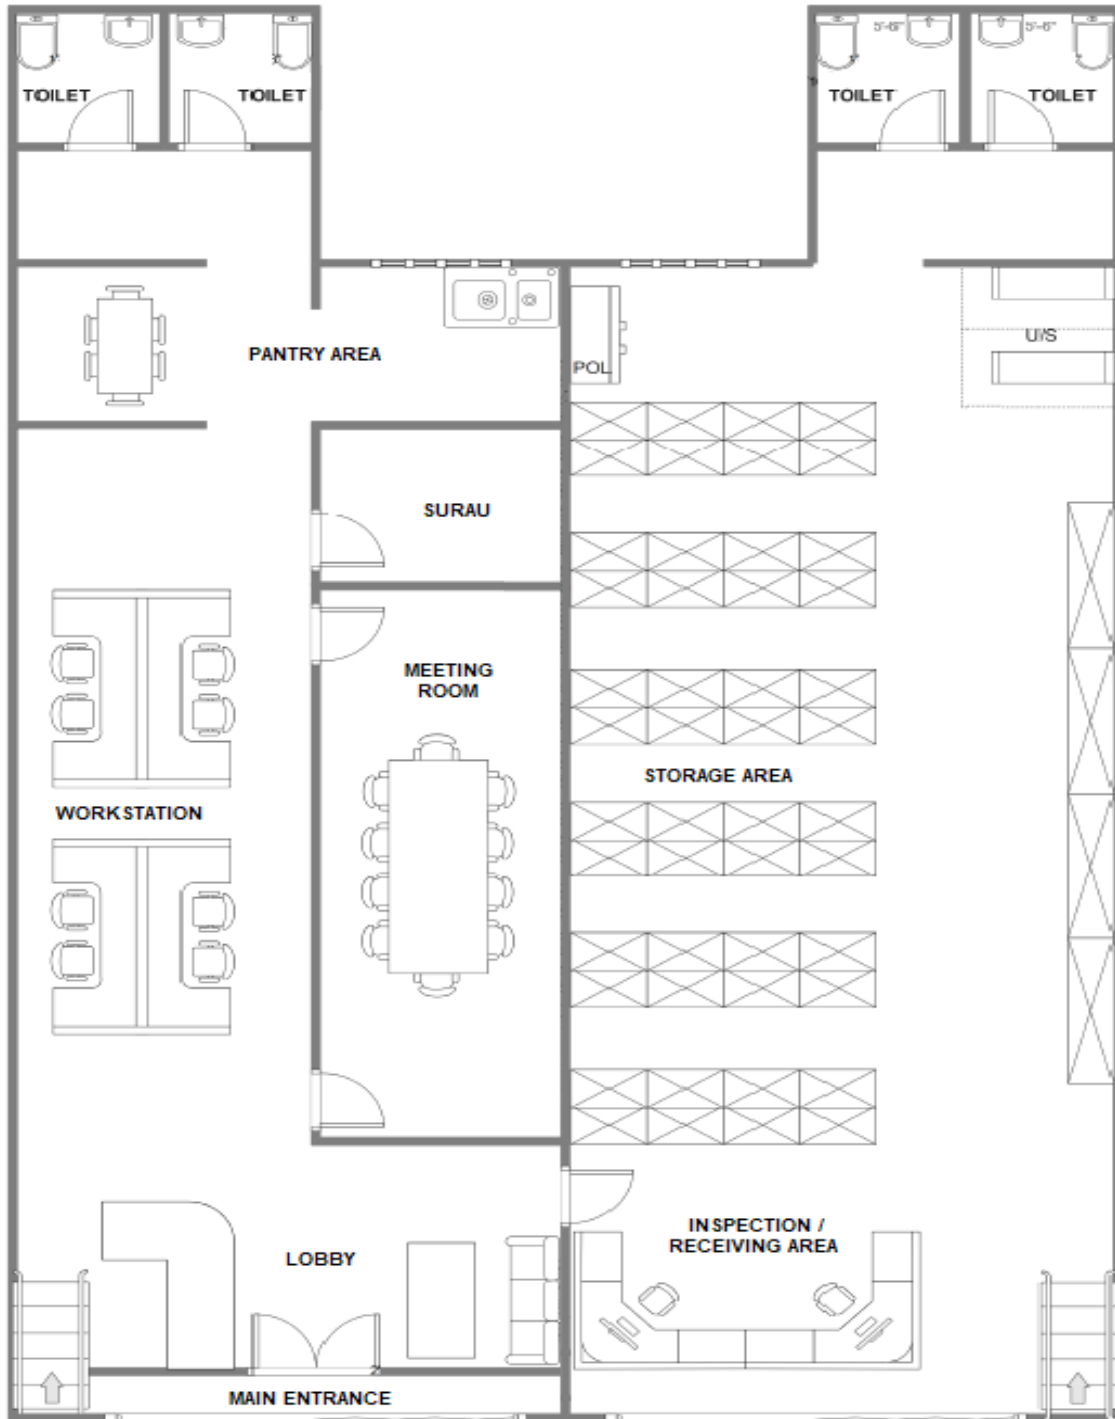 5'-6"
5'-6"
TOILET
TOILET
TOILET
TOILET
U/S
PANTRY AREA
POL
SURAU
MEETING
ROOM
STORAGE AREA
WORKSTATION
INSPECTION /
RECEIVING AREA
LOBBY
MAIN ENTRANCE